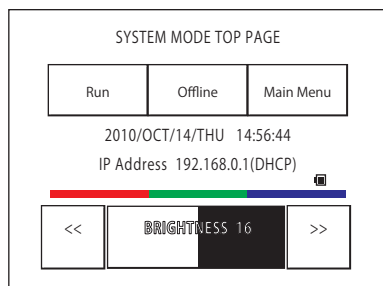 SYSTEM MODE TOP PAGE
Run Offline Main Menu
2010/OCT/14/THU 14:56:44
IP Address 192.168.0.1(DHCP)
<< BRIGHTNESS 16 >>